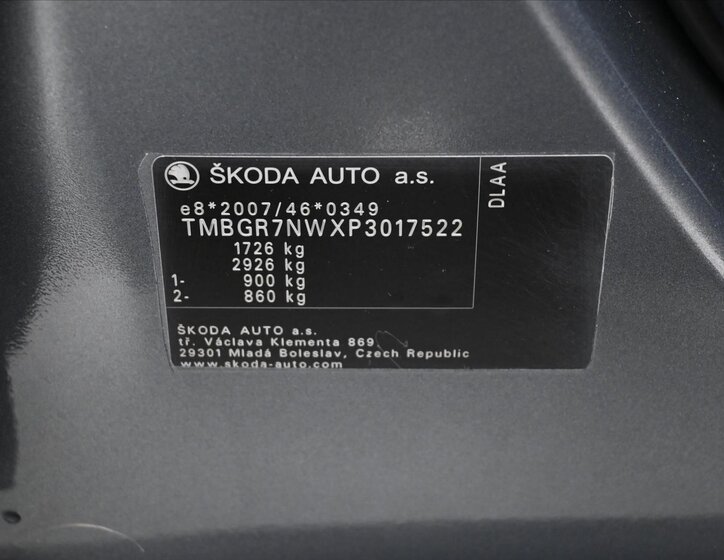 ŠKODA AUTO a.s.
DLAA
e8*2007/46*0349
TMBGR7NWXP3017522
1726 kg
2926 kg
1- 900 kg
2- 860 kg
ŠKODA AUTO a.s.
tř. Václava Klementa 869
29301 Mladá Boleslav, Czech Republic
www.skoda-auto.com